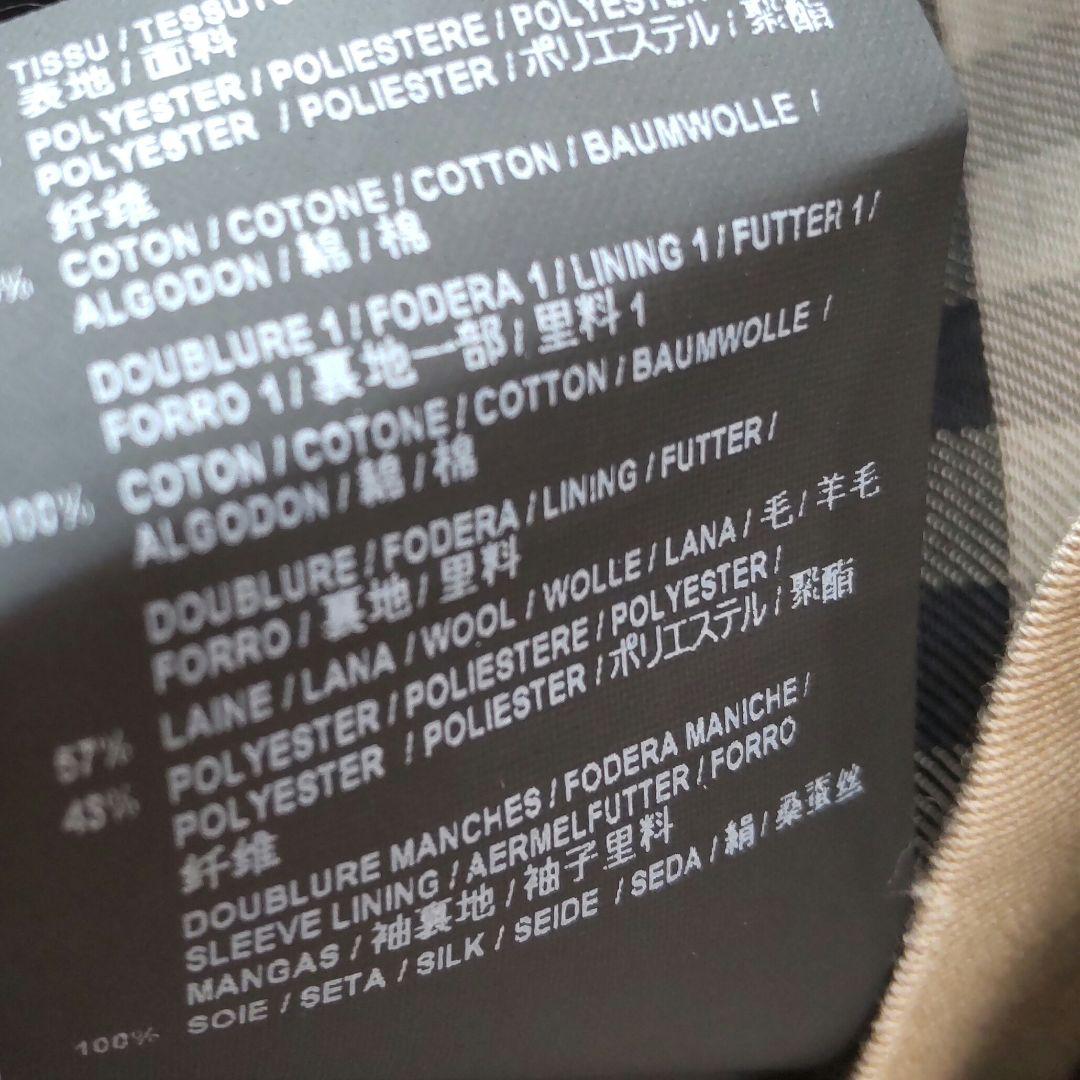 TISSU / TESSUTO
表地 / 面料
POLYESTER / POLIESTERE / POLYESTER
POLYESTER / POLIESTER / ポリエステル / 聚酯
纤维
% COTON / COTONE / COTTON / BAUMWOLLE /
ALGODON / 綿 / 棉
DOUBLURE 1 / FODERA 1 / LINING 1 / FUTTER 1 /
FORRO 1 / 裏地一部 / 里料 1
100% COTON / COTONE / COTTON / BAUMWOLLE /
ALGODON / 綿 / 棉
DOUBLURE / FODERA / LINING / FUTTER /
FORRO / 裏地 / 里料
57% LAINE / LANA / WOOL / WOLLE / LANA / 毛 / 羊毛
43% POLYESTER / POLIESTERE / POLYESTER /
POLYESTER / POLIESTER / ポリエステル / 聚酯
纤维
DOUBLURE MANCHES / FODERA MANICHE /
SLEEVE LINING / AERMELFUTTER / FORRO
MANGAS / 袖裏地 / 袖子里料
100% SOIE / SETA / SILK / SEIDE / SEDA / 絹 / 桑蚕丝